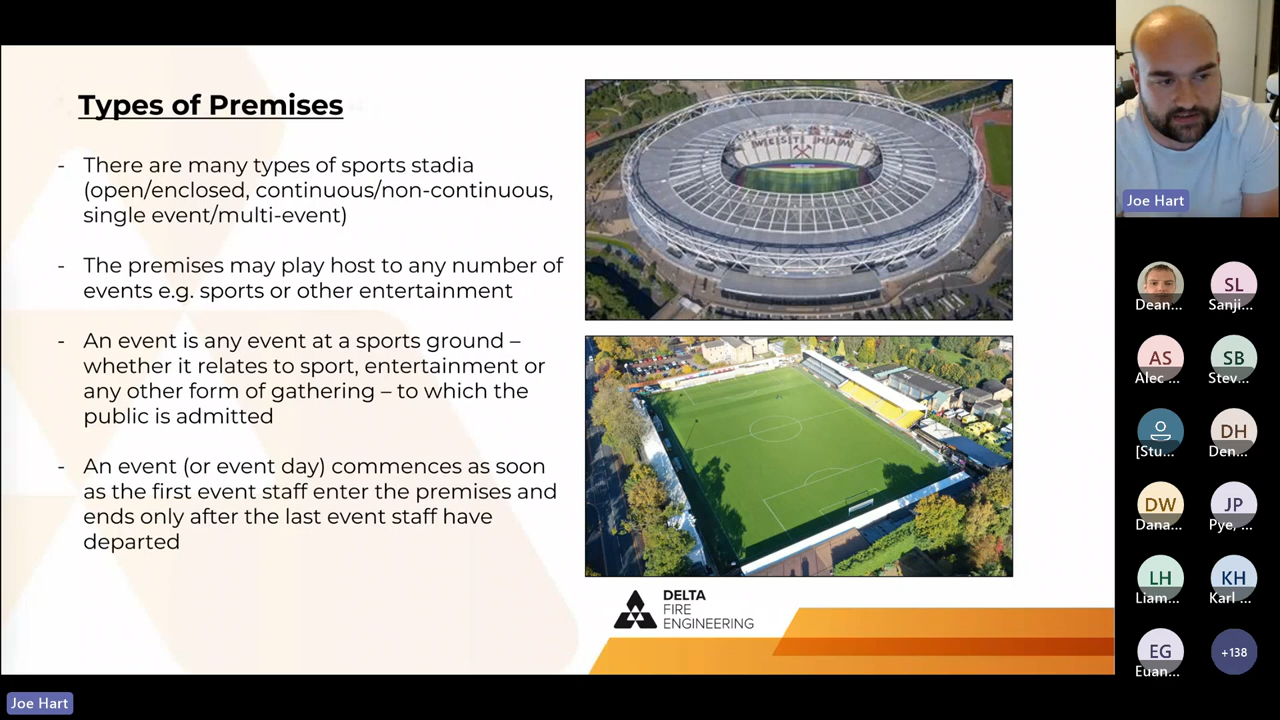 Types of Premises
- There are many types of sports stadia
(open/enclosed, continuous/non-continuous,
single event/multi-event)
- The premises may play host to any number of
events e.g. sports or other entertainment
- An event is any event at a sports ground –
whether it relates to sport, entertainment or
any other form of gathering – to which the
public is admitted
- An event (or event day) commences as soon
as the first event staff enter the premises and
ends only after the last event staff have
departed
WEST HAM
DELTA
FIRE
ENGINEERING
Joe Hart
Joe Hart
Dean...
SL
Sanji...
AS
Alec ...
SB
Stev...
[Stu...
DH
Den...
DW
Dana...
JP
Pye, ...
LH
Liam...
KH
Karl ...
EG
Euan...
+138